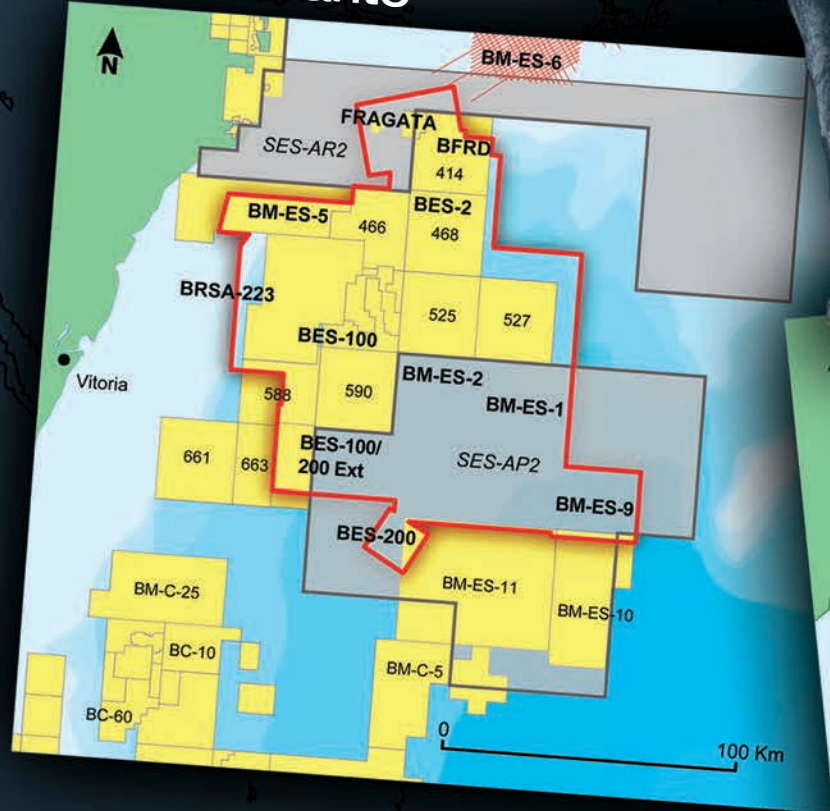 N
BM-ES-6
FRAGATA
SES-AR2
BFRD
414
BM-ES-5
466
BES-2
468
BRSA-223
525
527
BES-100
Vitoria
588
590
BM-ES-2
BM-ES-1
661
663
BES-100/
200 Ext
SES-AP2
BM-ES-9
BES-200
BM-C-25
BM-ES-11
BM-ES-10
BC-10
BM-C-5
BC-60
0
100 Km